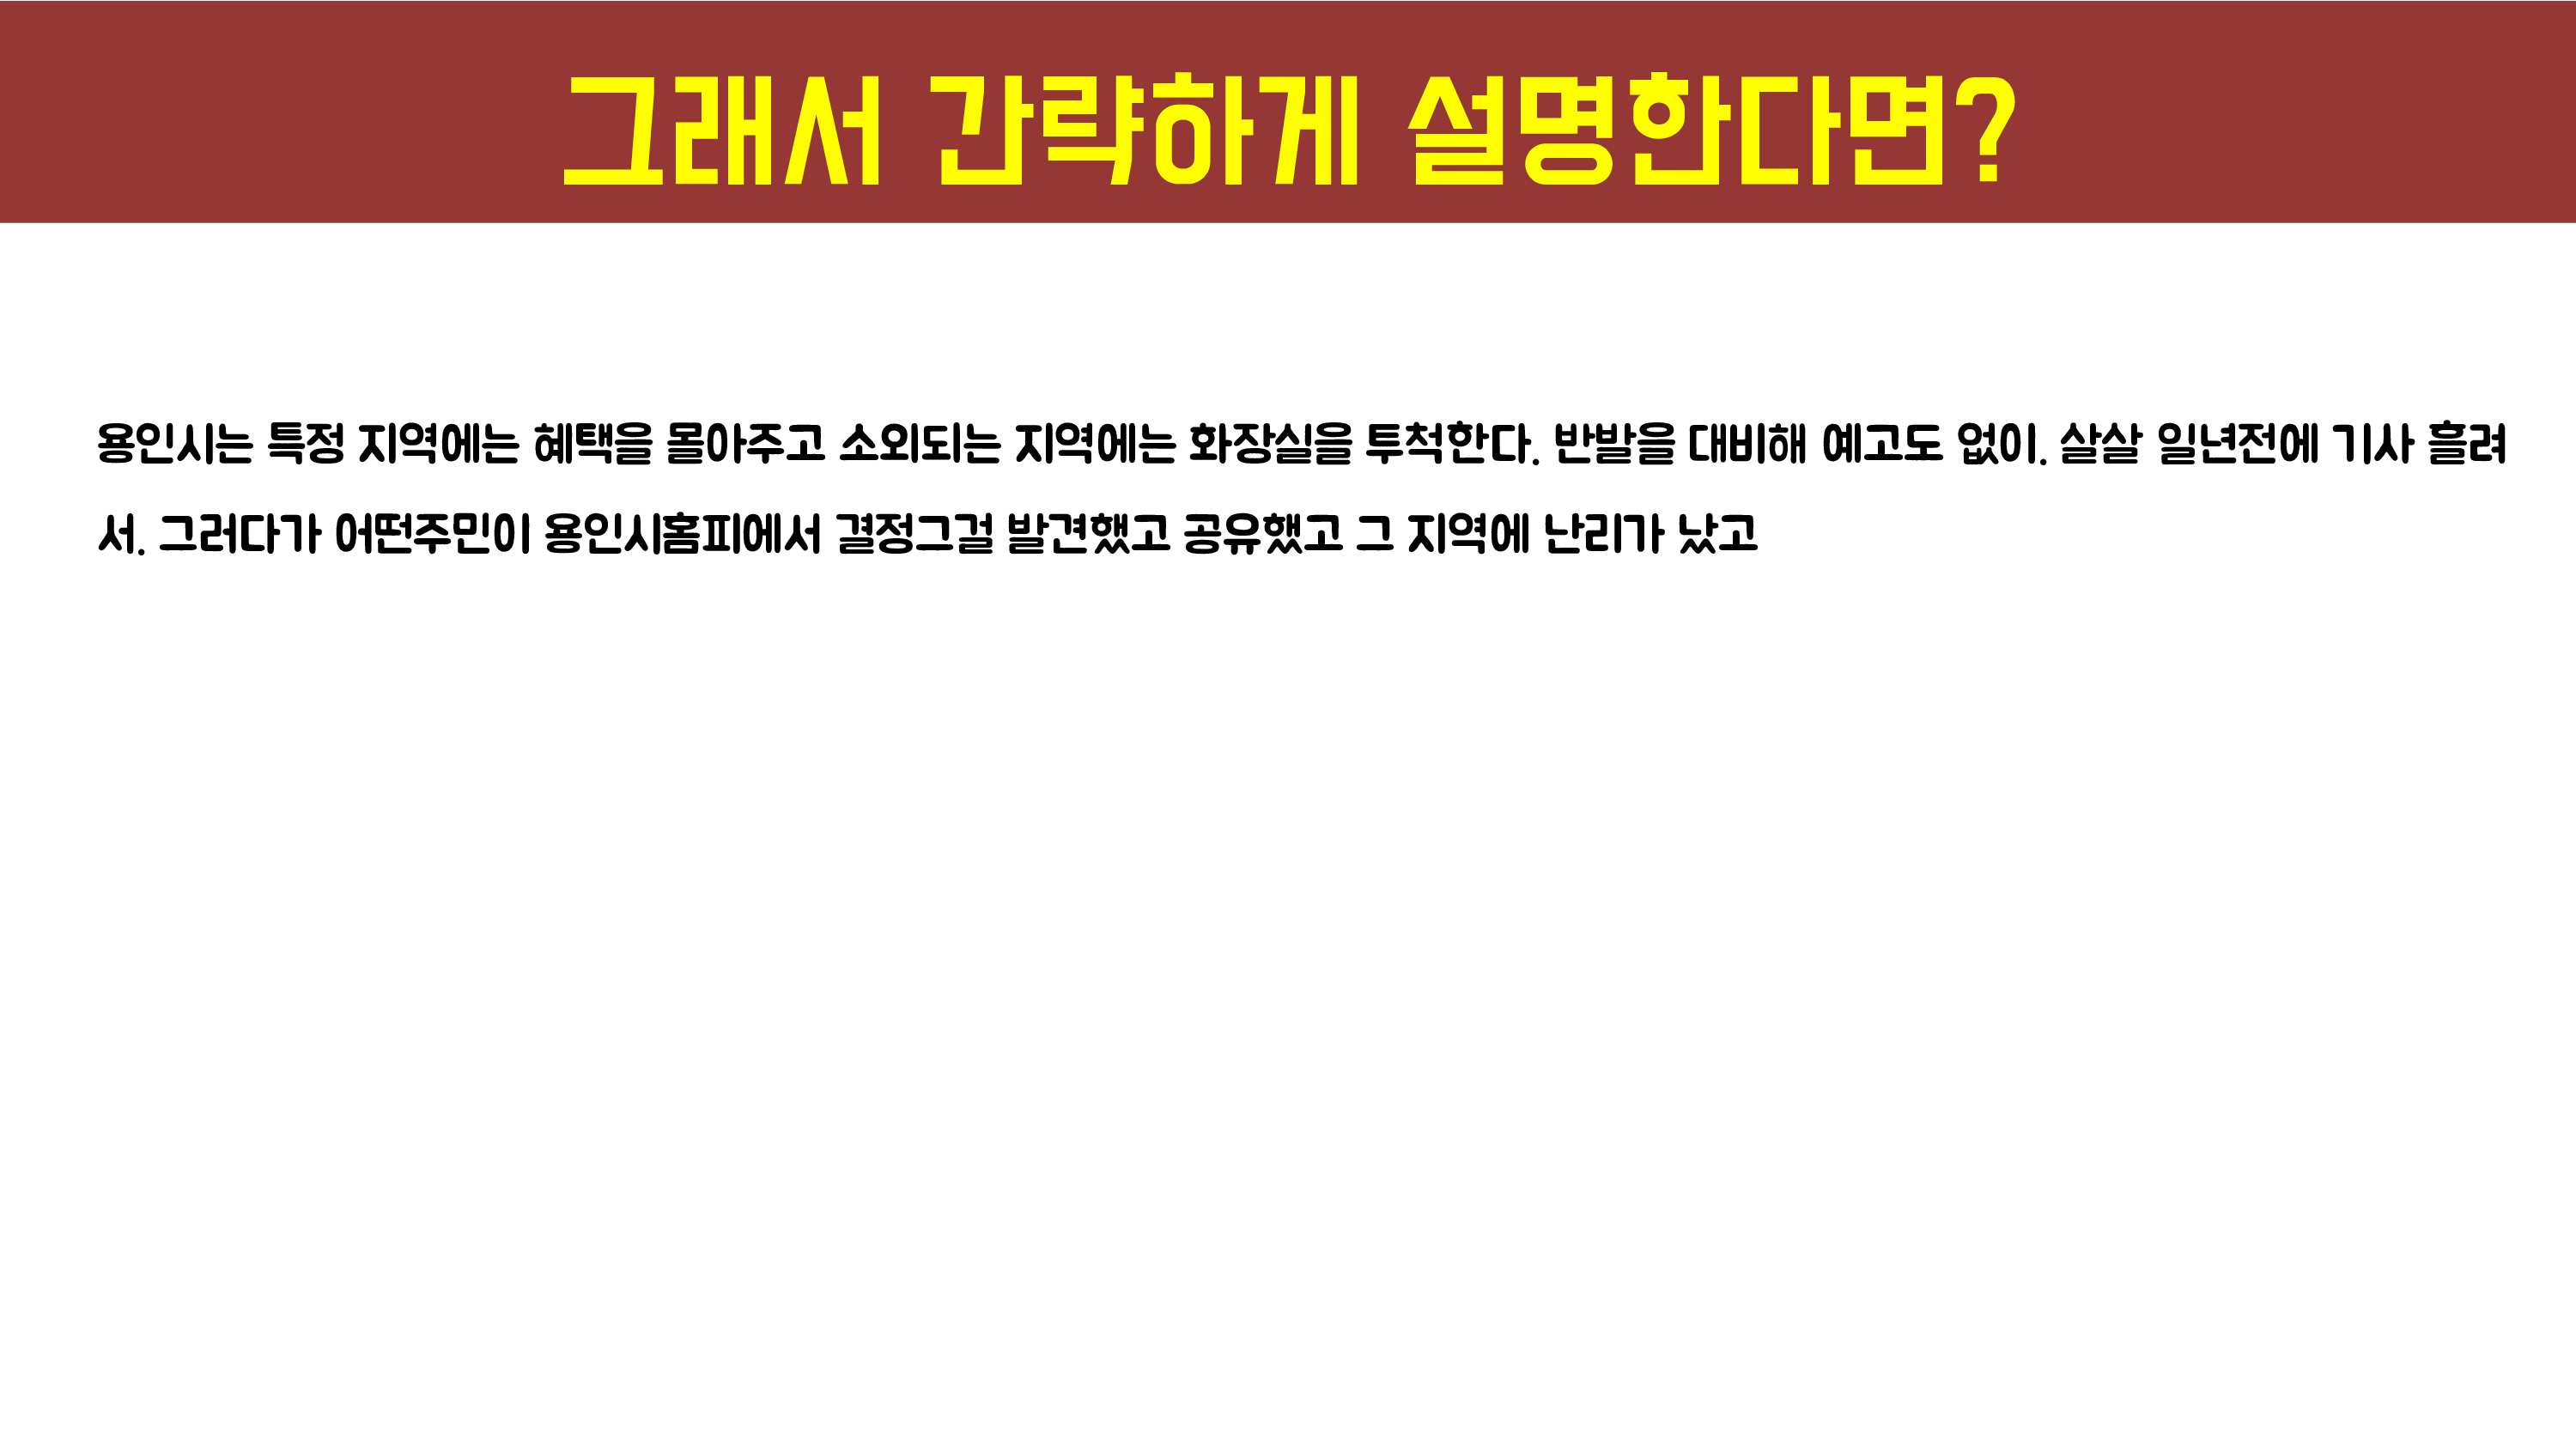 그래서 간략하게 설명한다면?
용인시는 특정 지역에는 혜택을 몰아주고 소외되는 지역에는 화장실을 투척한다. 반발을 대비해 예고도 없이. 살살 일년전에 기사 흘려
서. 그러다가 어떤주민이 용인시홈피에서 결정그걸 발견했고 공유했고 그 지역에 난리가 났고